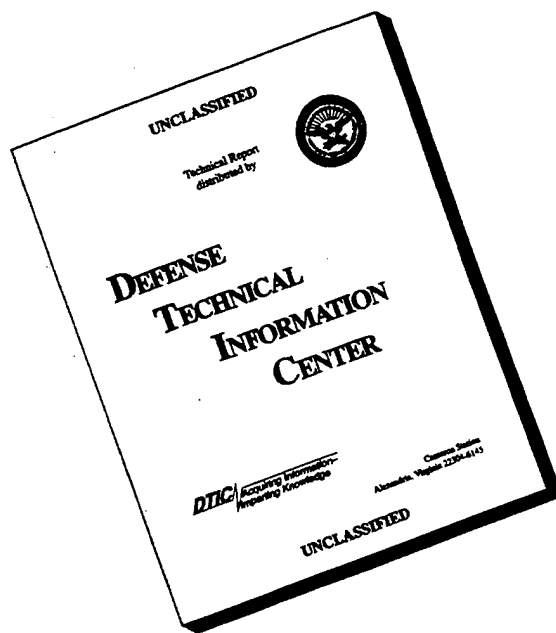 UNCLASSIFIED
Technical Report
distributed by
DEFENSE
TECHNICAL
INFORMATION
CENTER
DTIC Acquiring Information–
Imparting Knowledge
Cameron Station
Alexandria, Virginia 22304-6145
UNCLASSIFIED